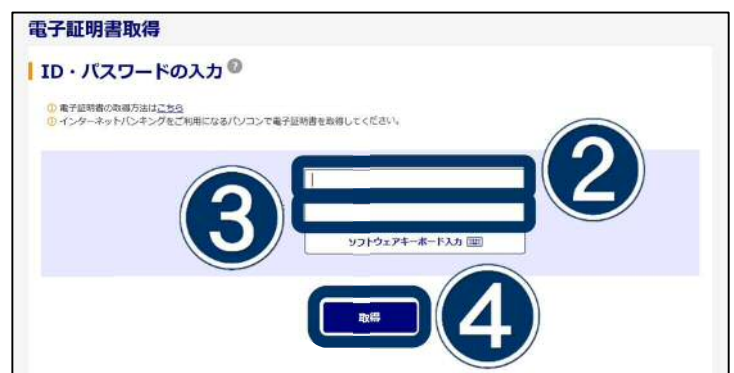 電子証明書取得
ID・パスワードの入力 ?
① 電子証明書の取得方法はこちら
① インターネットバンキングをご利用になるパソコンで電子証明書を取得してください。
②
③
ソフトウェアキーボード入力
取得
④